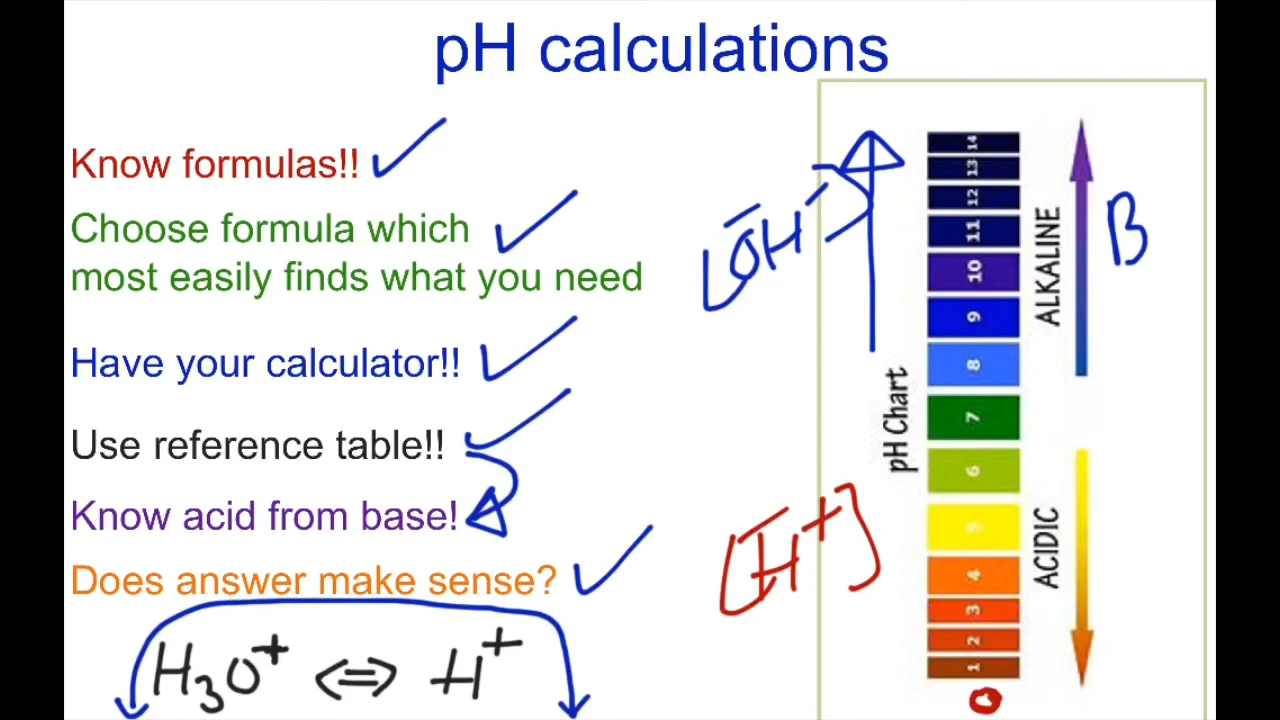 pH calculations
Know formulas!!
Choose formula which
most easily finds what you need
Have your calculator!!
Use reference table!!
Know acid from base!
Does answer make sense?
H3O+ <=> H+
[OH-]
[H+]
pH Chart
14
13
12
11
10
9
8
7
6
5
4
3
2
1
0
ALKALINE
ACIDIC
B